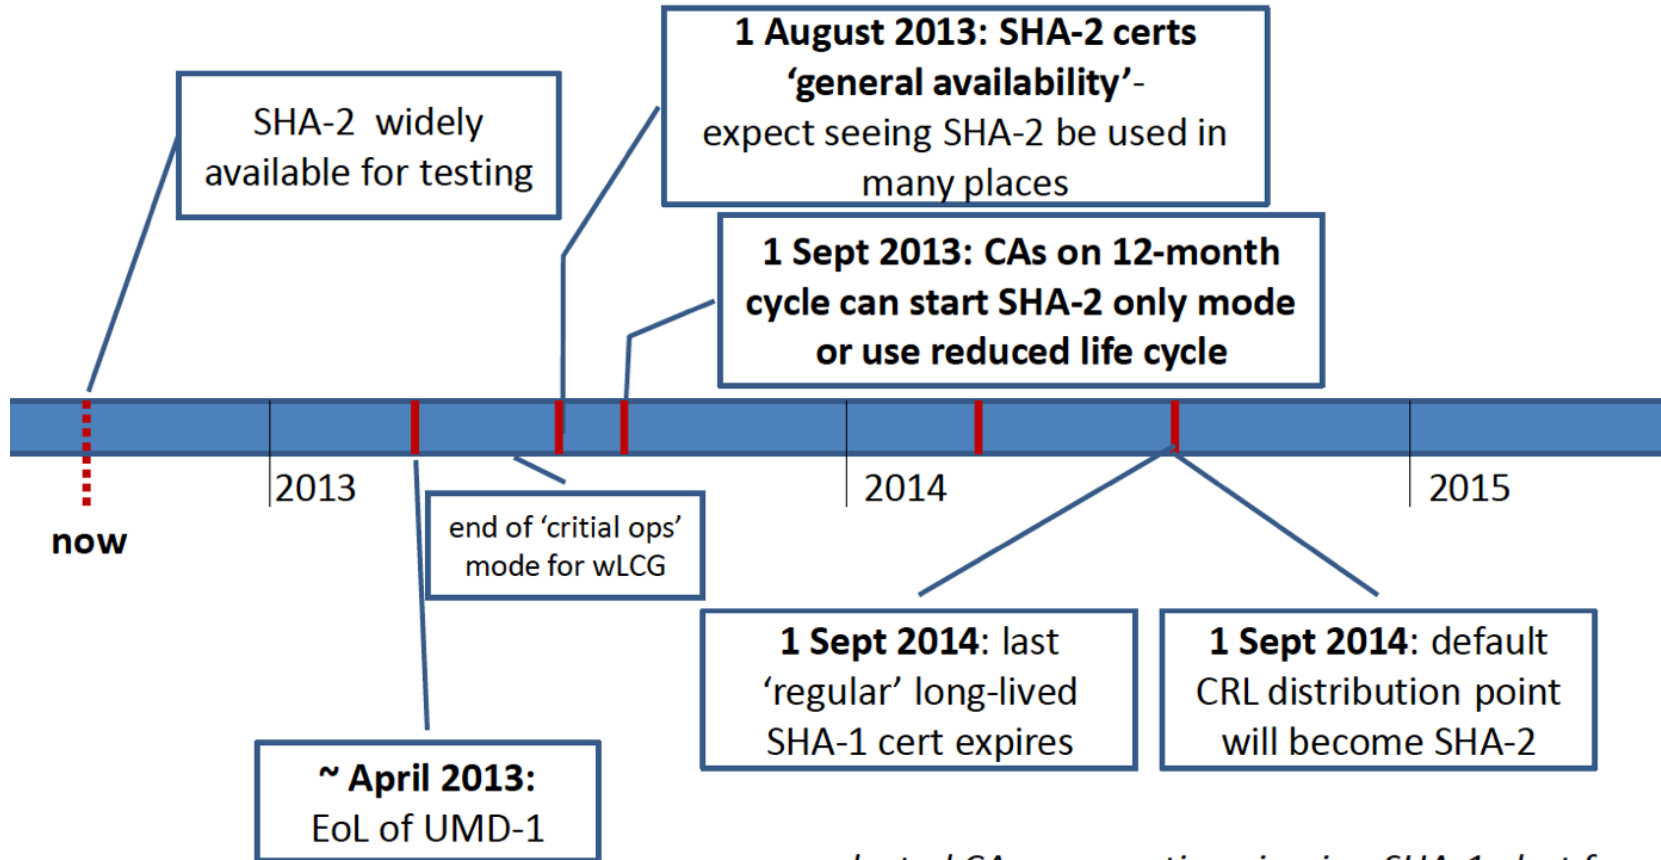 SHA-2 widely
available for testing
1 August 2013: SHA-2 certs
‘general availability’-
expect seeing SHA-2 be used in
many places
1 Sept 2013: CAs on 12-month
cycle can start SHA-2 only mode
or use reduced life cycle
now
2013
2014
2015
end of ‘critial ops’
mode for wLCG
~ April 2013:
EoL of UMD-1
1 Sept 2014: last
‘regular’ long-lived
SHA-1 cert expires
1 Sept 2014: default
CRL distribution point
will become SHA-2